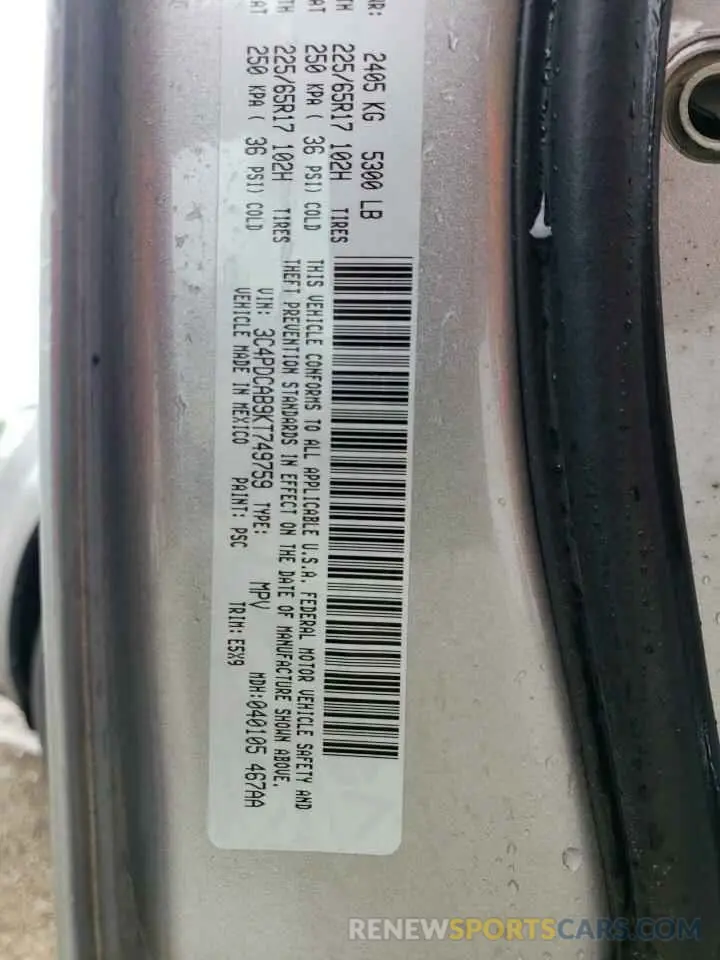 2405 KG 5300 LB
225/65R17 102H TIRES
250 KPA ( 36 PSI) COLD
225/65R17 102H TIRES
250 KPA ( 36 PSI) COLD
THIS VEHICLE CONFORMS TO ALL APPLICABLE U.S.A. FEDERAL MOTOR VEHICLE SAFETY AND
THEFT PREVENTION STANDARDS IN EFFECT ON THE DATE OF MANUFACTURE SHOWN ABOVE.
VIN: 3C4PDCAB9KT749759 TYPE: MPV MDH:040105 467AA
VEHICLE MADE IN MEXICO PAINT: PSC TRIM: E5X9
RENEWSPORTSCARS.COM